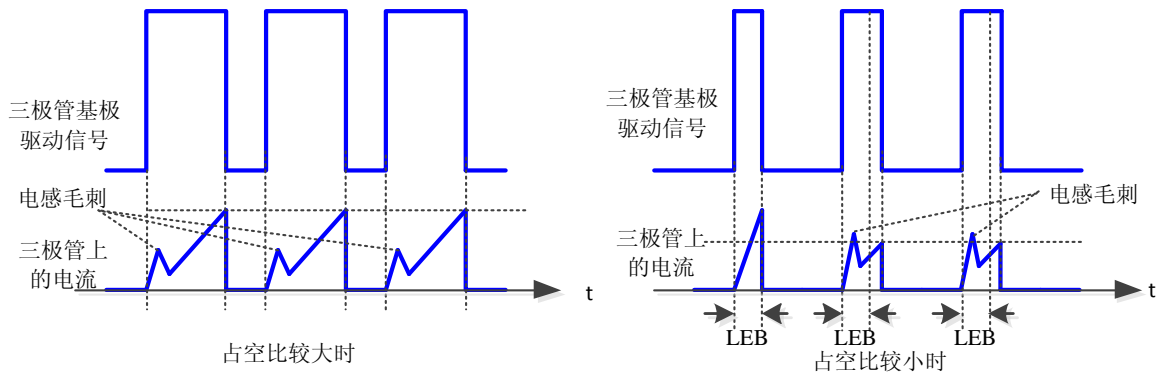 三极管基极
驱动信号
电感毛刺
三极管上
的电流
t
占空比较大时
三极管基极
驱动信号
电感毛刺
三极管上
的电流
t
LEB
LEB
LEB
占空比较小时